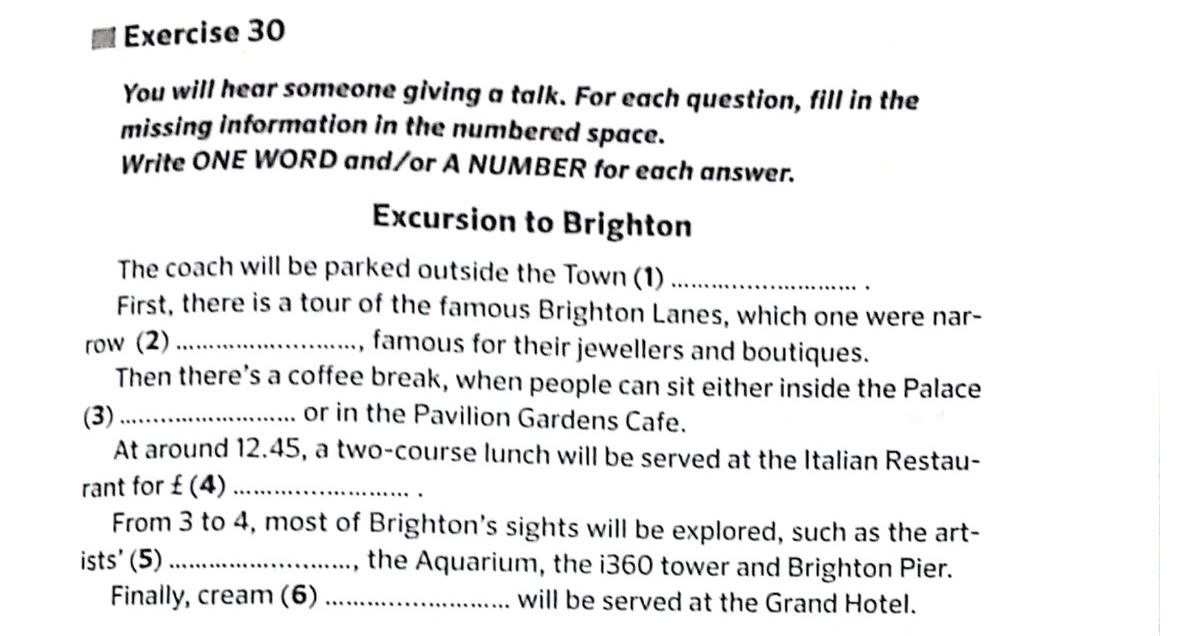 Exercise 30
You will hear someone giving a talk. For each question, fill in the
missing information in the numbered space.
Write ONE WORD and/or A NUMBER for each answer.
Excursion to Brighton
The coach will be parked outside the Town (1) ............................ .
First, there is a tour of the famous Brighton Lanes, which one were nar-
row (2) ..........................., famous for their jewellers and boutiques.
Then there's a coffee break, when people can sit either inside the Palace
(3) .......................... or in the Pavilion Gardens Cafe.
At around 12.45, a two-course lunch will be served at the Italian Restau-
rant for £ (4) .......................... .
From 3 to 4, most of Brighton's sights will be explored, such as the art-
ists' (5) ..........................., the Aquarium, the i360 tower and Brighton Pier.
Finally, cream (6) ........................... will be served at the Grand Hotel.